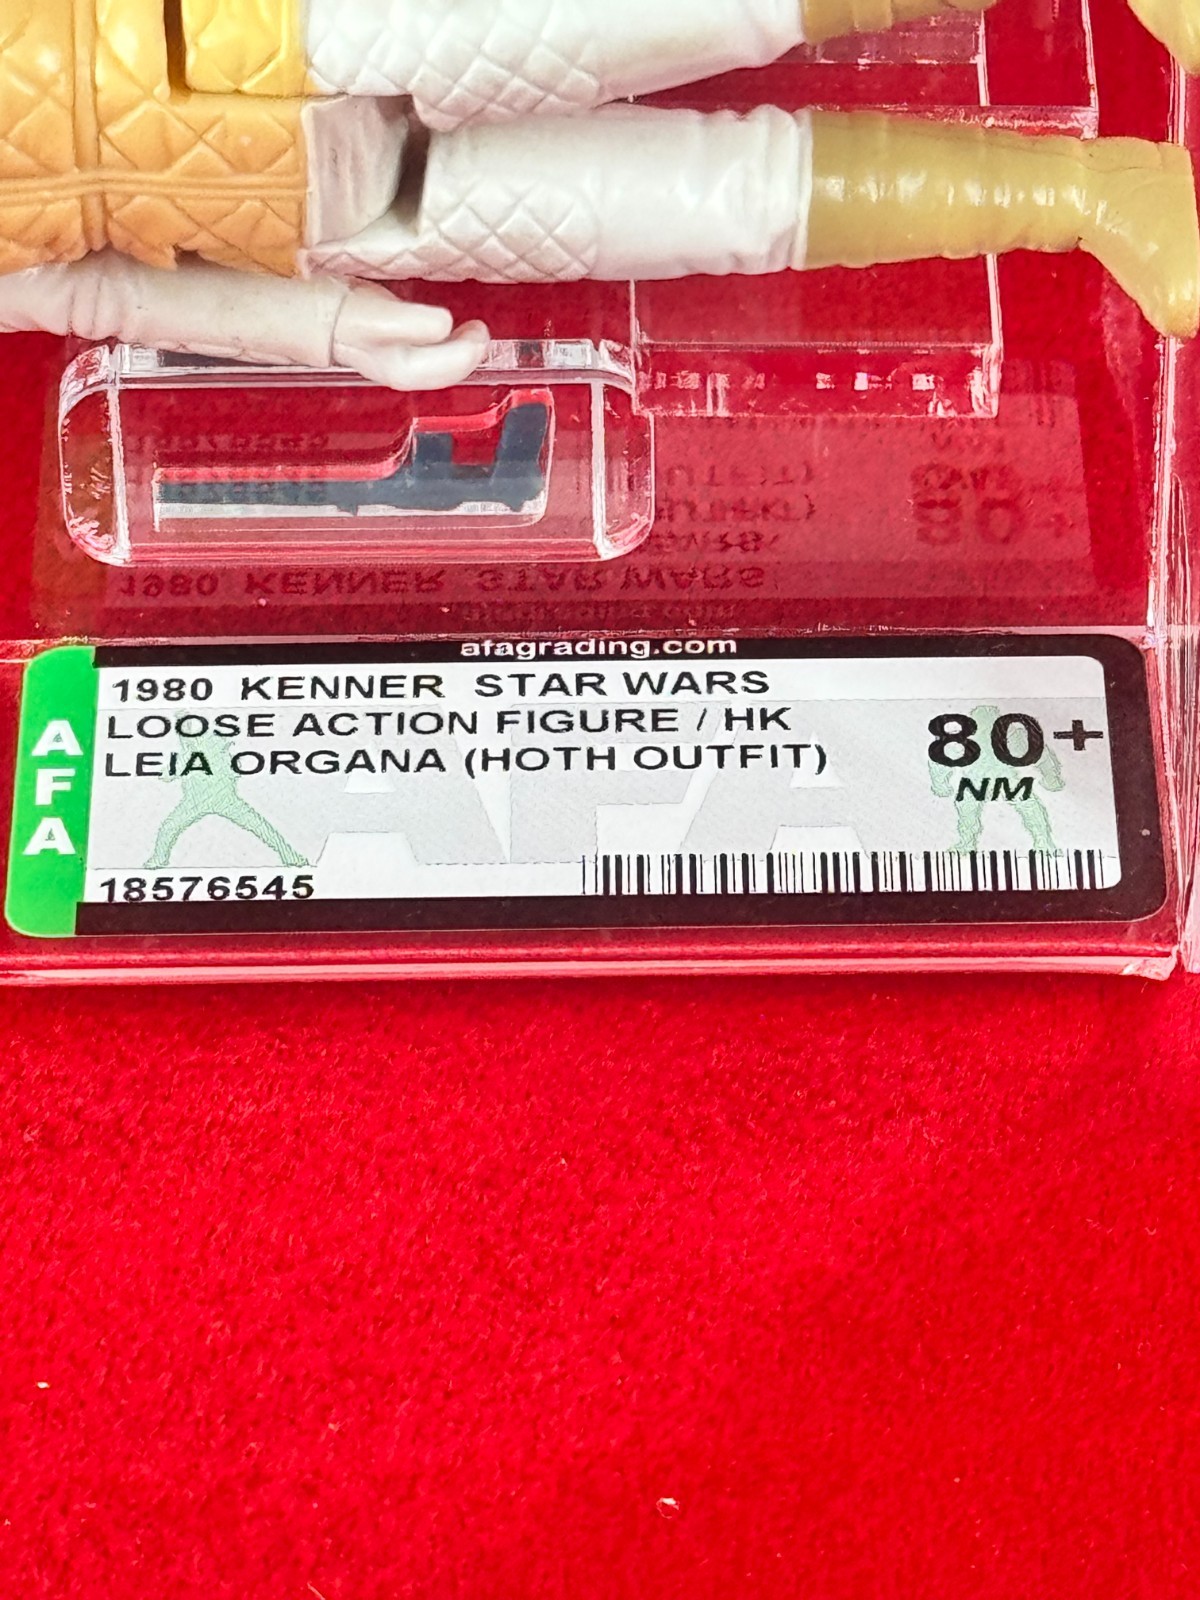 afagrading.com
AFA
1980 KENNER STAR WARS
LOOSE ACTION FIGURE / HK
LEIA ORGANA (HOTH OUTFIT)
80+
NM
18576545